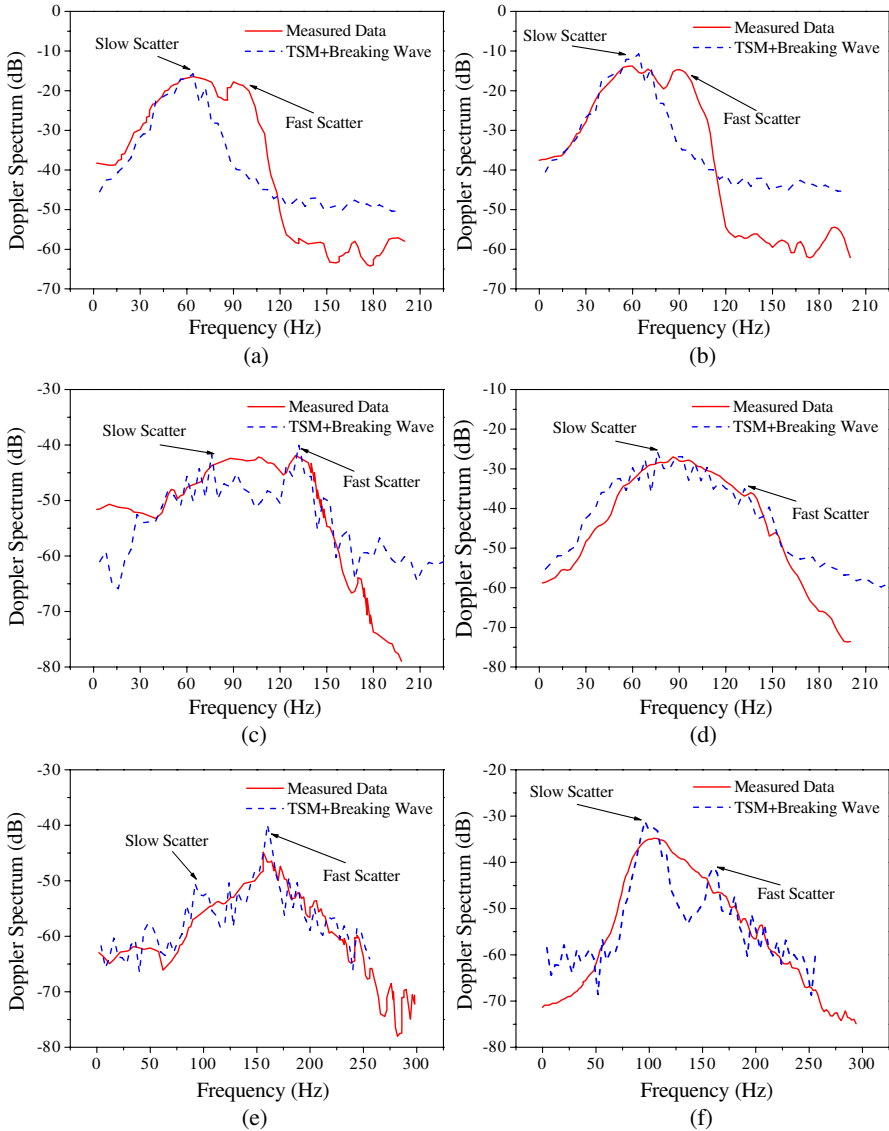 0
-10
-20
-30
-40
-50
-60
-70
Doppler Spectrum (dB)
Measured Data
TSM+Breaking Wave
Slow Scatter
Fast Scatter
0 30 60 90 120 150 180 210
Frequency (Hz)
(a)
10
0
-10
-20
-30
-40
-50
-60
-70
Doppler Spectrum (dB)
Measured Data
TSM+Breaking Wave
Slow Scatter
Fast Scatter
0 30 60 90 120 150 180 210
Frequency (Hz)
(b)
-30
-40
-50
-60
-70
-80
Doppler Spectrum (dB)
Measured Data
TSM+Breaking Wave
Slow Scatter
Fast Scatter
0 30 60 90 120 150 180 210
Frequency (Hz)
(c)
-10
-20
-30
-40
-50
-60
-70
-80
Doppler Spectrum (dB)
Measured Data
TSM+Breaking Wave
Slow Scatter
Fast Scatter
0 30 60 90 120 150 180 210
Frequency (Hz)
(d)
-30
-40
-50
-60
-70
-80
Doppler Spectrum (dB)
Measured Data
TSM+Breaking Wave
Slow Scatter
Fast Scatter
0 50 100 150 200 250 300
Frequency (Hz)
(e)
-20
-30
-40
-50
-60
-70
-80
Doppler Spectrum (dB)
Measured Data
TSM+Breaking Wave
Slow Scatter
Fast Scatter
0 50 100 150 200 250 300
Frequency (Hz)
(f)